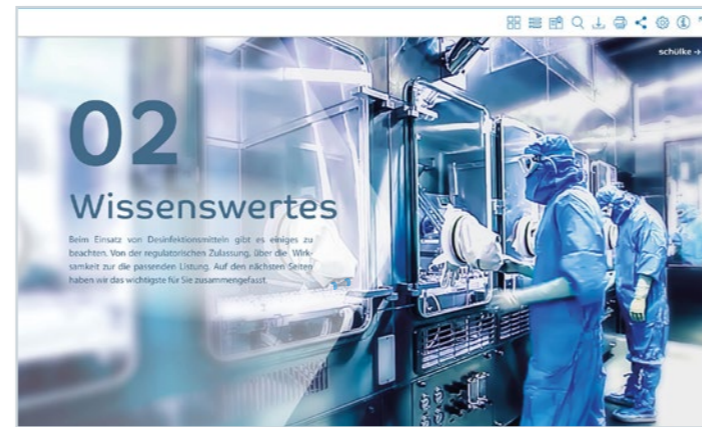 schülke →
02
Wissenswertes
Beim Einsatz von Desinfektionsmitteln gibt es einiges zu
beachten. Von der regulatorischen Zulassung, über die Wirk-
samkeit zur die passenden Listung. Auf den nächsten Seiten
haben wir das wichtigste für Sie zusammengefasst.